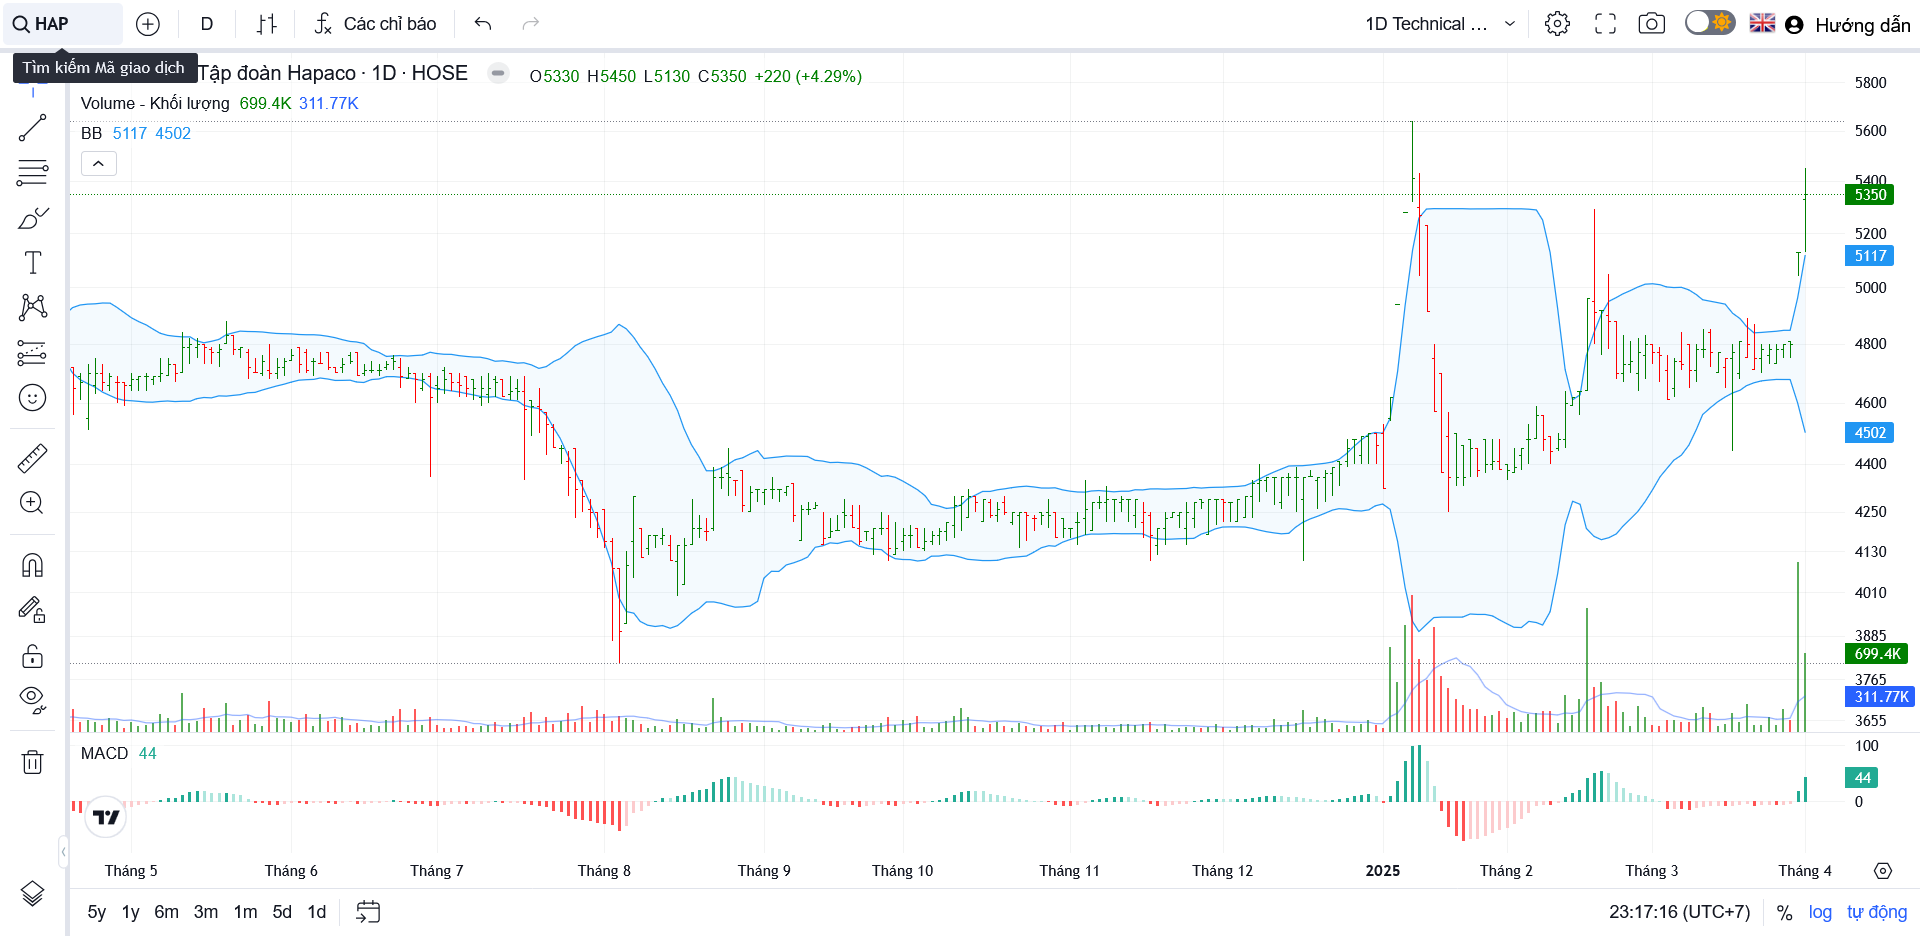 HAP
D
Các chỉ báo
1D Technical ...
Hướng dẫn
Tìm kiếm Mã giao dịch
Tập đoàn Hapaco · 1D · HOSE
O5330 H5450 L5130 C5350 +220 (+4.29%)
Volume - Khối lượng 699.4K 311.77K
BB 5117 4502
5800
5600
5400
5350
5200
5117
5000
4800
4600
4502
4400
4250
4130
4010
3885
699.4K
3765
311.77K
3655
MACD 44
100
44
0
Tháng 5 Tháng 6 Tháng 7 Tháng 8 Tháng 9 Tháng 10 Tháng 11 Tháng 12 2025 Tháng 2 Tháng 3 Tháng 4
5y 1y 6m 3m 1m 5d 1d
23:17:16 (UTC+7) % log tự động